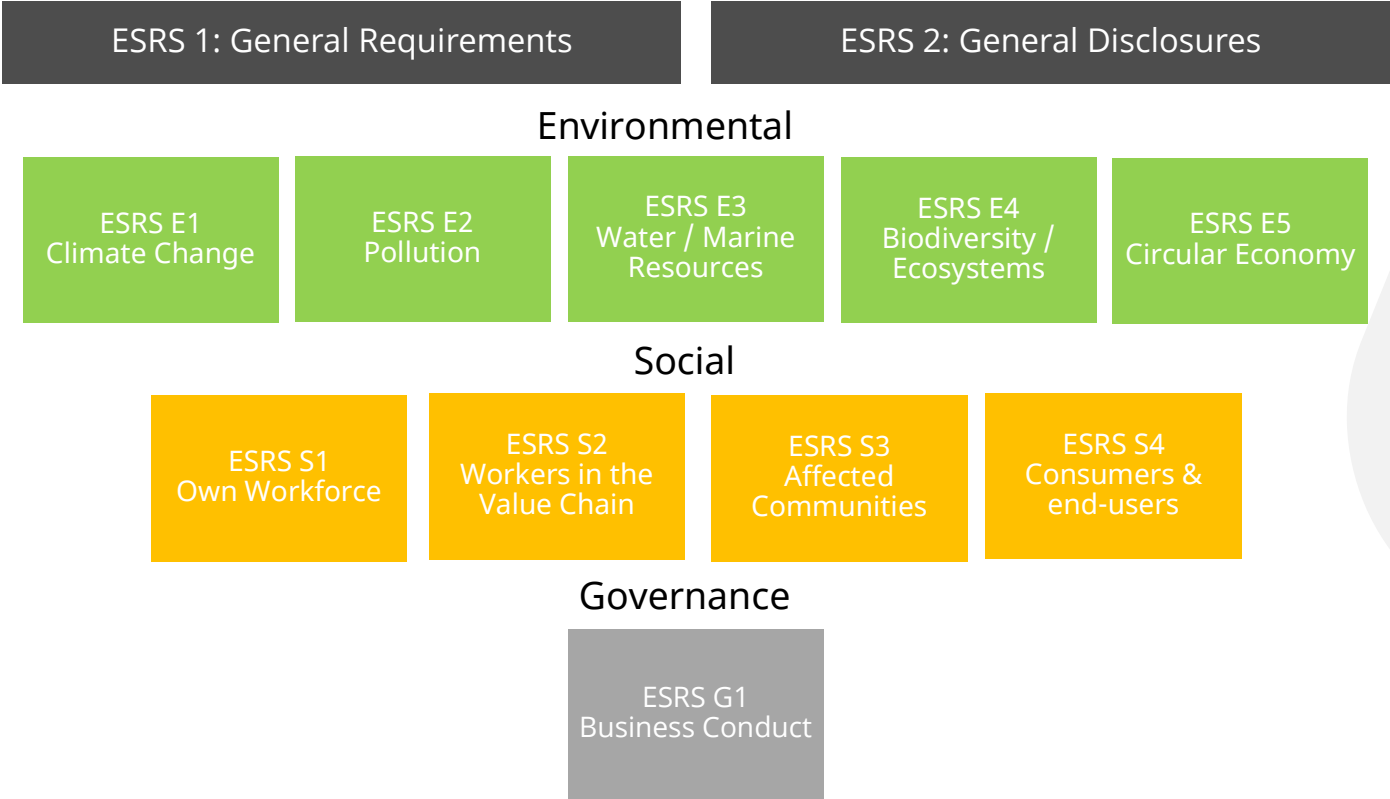 ESRS 1: General Requirements
ESRS 2: General Disclosures
Environmental
ESRS E1
Climate Change
ESRS E2
Pollution
ESRS E3
Water / Marine
Resources
ESRS E4
Biodiversity /
Ecosystems
ESRS E5
Circular Economy
Social
ESRS S1
Own Workforce
ESRS S2
Workers in the
Value Chain
ESRS S3
Affected
Communities
ESRS S4
Consumers &
end-users
Governance
ESRS G1
Business Conduct